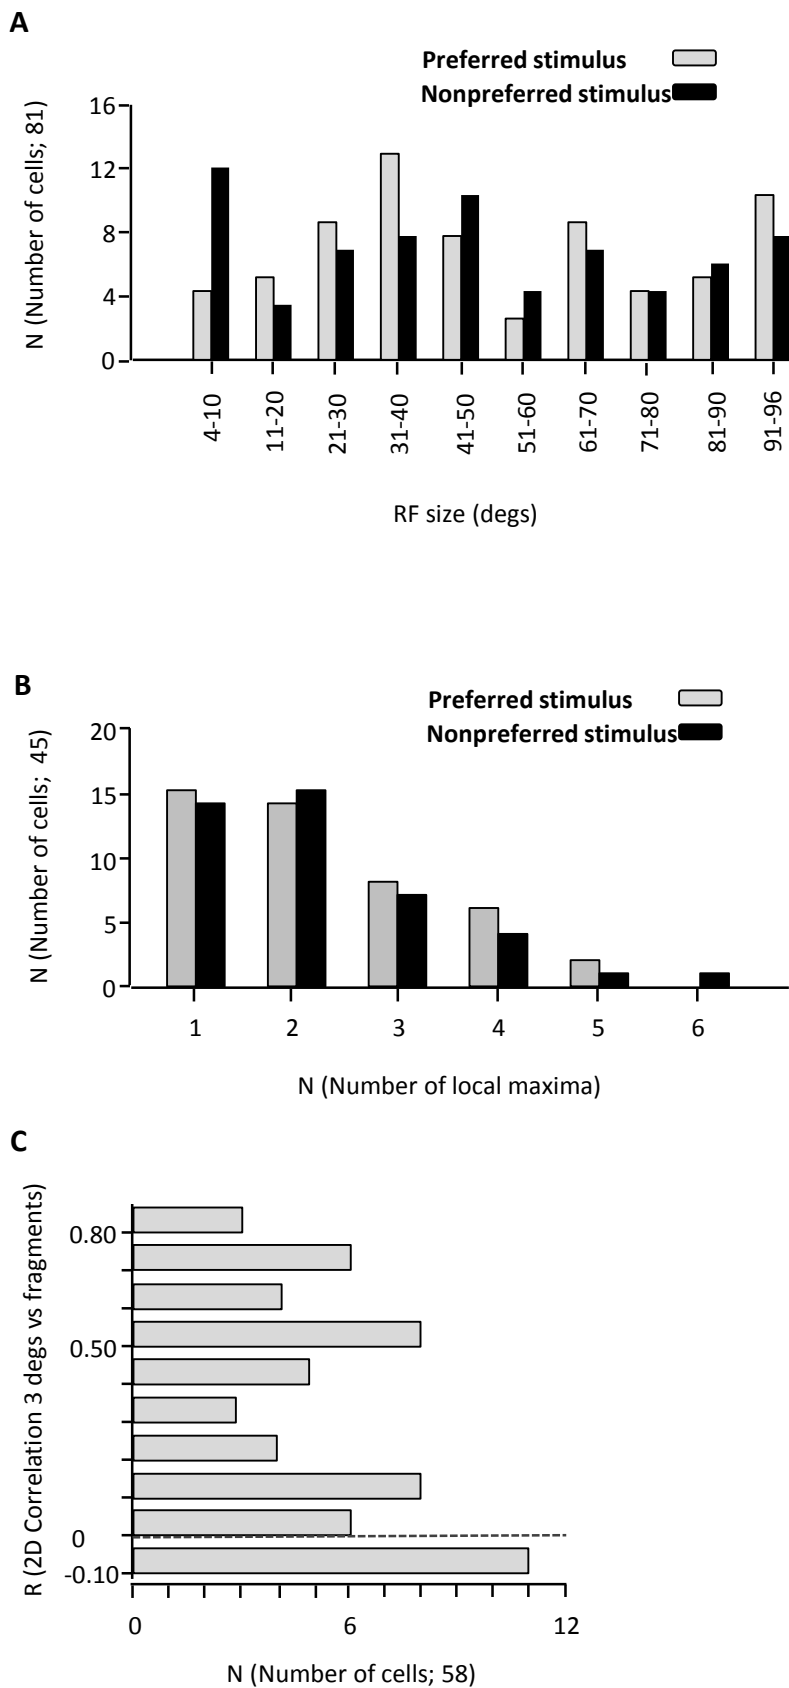 A
Preferred stimulus
Nonpreferred stimulus
N (Number of cells; 81)
16
12
8
4
0
4-10
11-20
21-30
31-40
41-50
51-60
61-70
71-80
81-90
91-96
RF size (degs)
B
Preferred stimulus
Nonpreferred stimulus
N (Number of cells; 45)
20
15
10
5
0
1
2
3
4
5
6
N (Number of local maxima)
C
R (2D Correlation 3 degs vs fragments)
0.80
0.50
0
-0.10
0
6
12
N (Number of cells; 58)